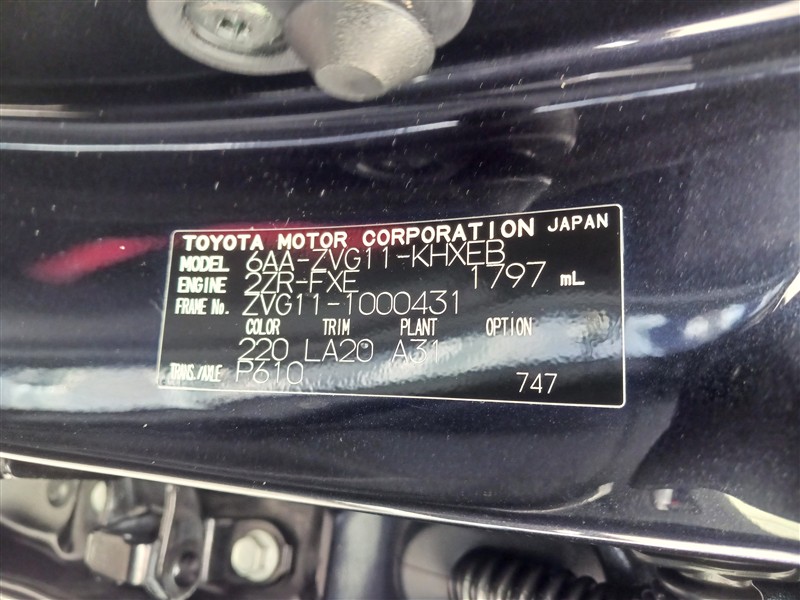 TOYOTA MOTOR CORPORATION JAPAN
MODEL 6AA-ZVG11-KHXEB
ENGINE 2ZR-FXE 1797 mL
FRAME No. ZVG11-1000431
COLOR TRIM PLANT OPTION
220 LA20 A31
TRANS./AXLE P610 747